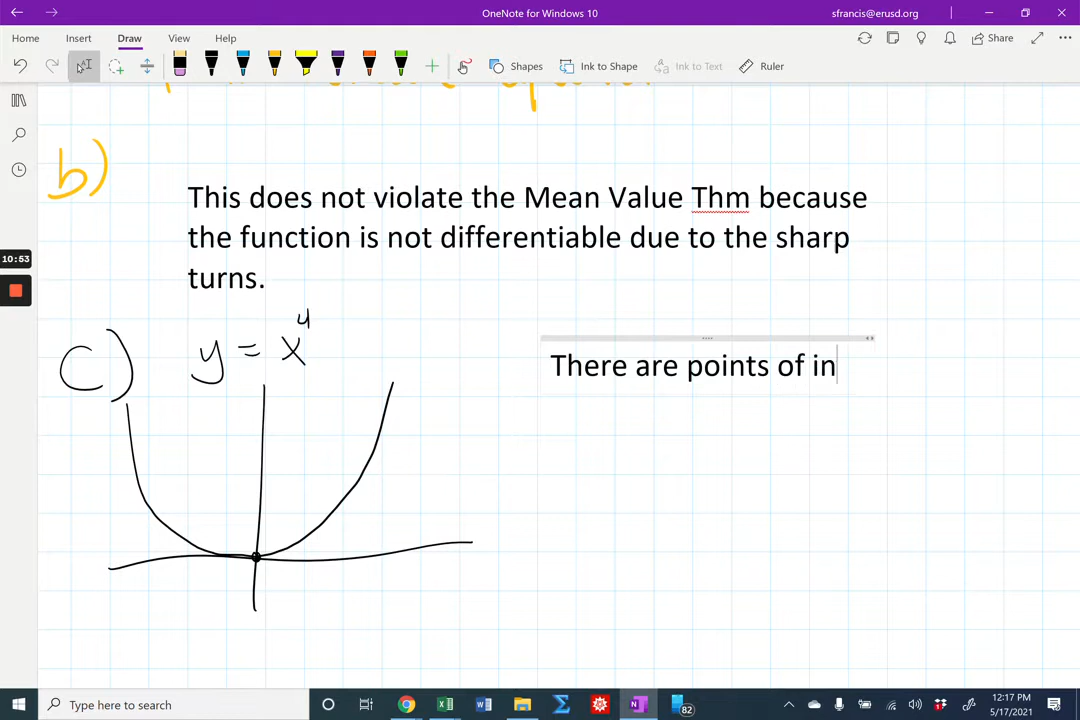 OneNote for Windows 10
sfrancis@erusd.org
Home
Insert
Draw
View
Help
Share
Shapes
Ink to Shape
Ink to Text
Ruler
b)
This does not violate the Mean Value Thm because
the function is not differentiable due to the sharp
turns.
10:53
c)
y = x⁴
There are points of in
Type here to search
82
12:17 PM
5/17/2021